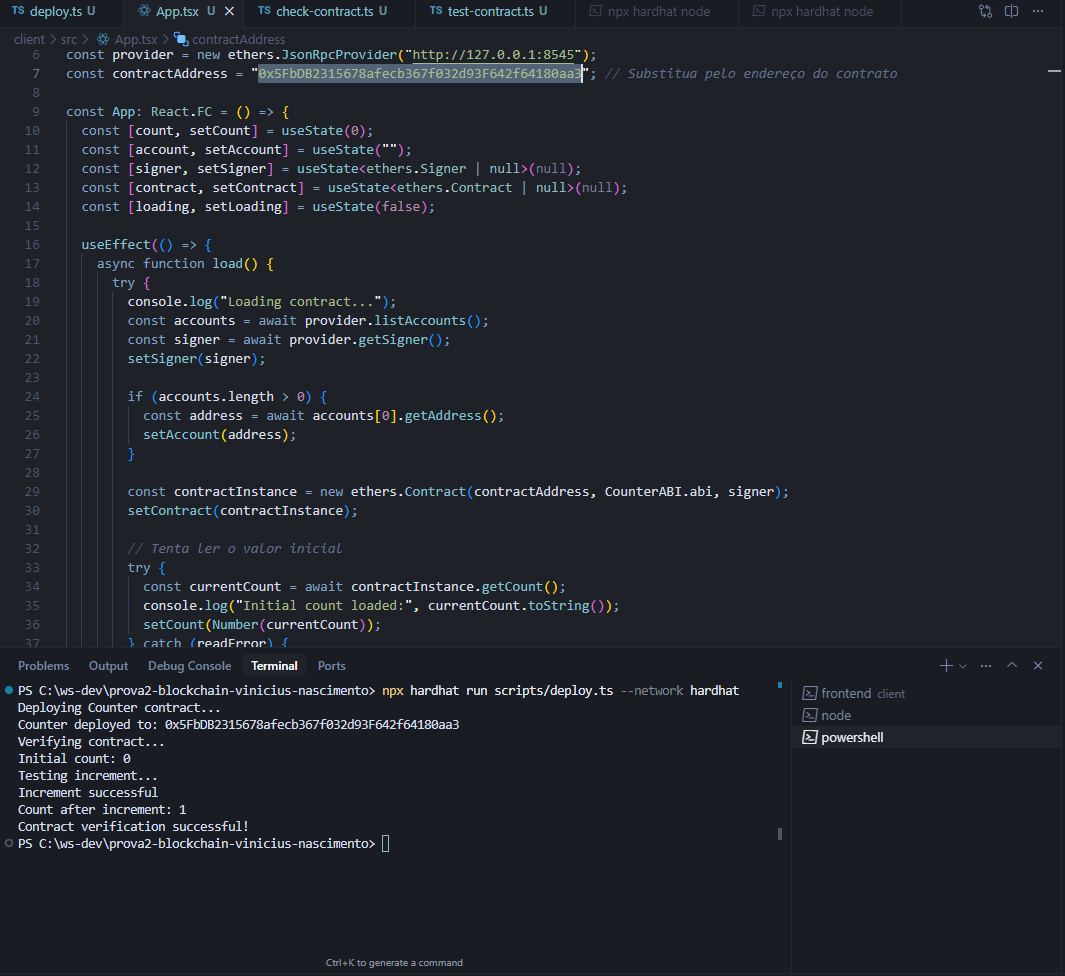 TS deploy.ts U App.tsx U TS check-contract.ts U TS test-contract.ts U npx hardhat node npx hardhat node
client > src > App.tsx > contractAddress
6 const provider = new ethers.JsonRpcProvider("http://127.0.0.1:8545");
7 const contractAddress = "0x5FbDB2315678afecb367f032d93F642f64180aa3"; // Substitua pelo endereço do contrato
8
9 const App: React.FC = () => {
10 const [count, setCount] = useState(0);
11 const [account, setAccount] = useState("");
12 const [signer, setSigner] = useState<ethers.Signer | null>(null);
13 const [contract, setContract] = useState<ethers.Contract | null>(null);
14 const [loading, setLoading] = useState(false);
15
16 useEffect(() => {
17 async function load() {
18 try {
19 console.log("Loading contract...");
20 const accounts = await provider.listAccounts();
21 const signer = await provider.getSigner();
22 setSigner(signer);
23
24 if (accounts.length > 0) {
25 const address = await accounts[0].getAddress();
26 setAccount(address);
27 }
28
29 const contractInstance = new ethers.Contract(contractAddress, CounterABI.abi, signer);
30 setContract(contractInstance);
31
32 // Tenta ler o valor inicial
33 try {
34 const currentCount = await contractInstance.getCount();
35 console.log("Initial count loaded:", currentCount.toString());
36 setCount(Number(currentCount));
37 } catch (readError) {
Problems Output Debug Console Terminal Ports
PS C:\ws-dev\prova2-blockchain-vinicius-nascimento> npx hardhat run scripts/deploy.ts --network hardhat
Deploying Counter contract...
Counter deployed to: 0x5FbDB2315678afecb367f032d93F642f64180aa3
Verifying contract...
Initial count: 0
Testing increment...
Increment successful
Count after increment: 1
Contract verification successful!
PS C:\ws-dev\prova2-blockchain-vinicius-nascimento>
frontend client
node
powershell
Ctrl+K to generate a command